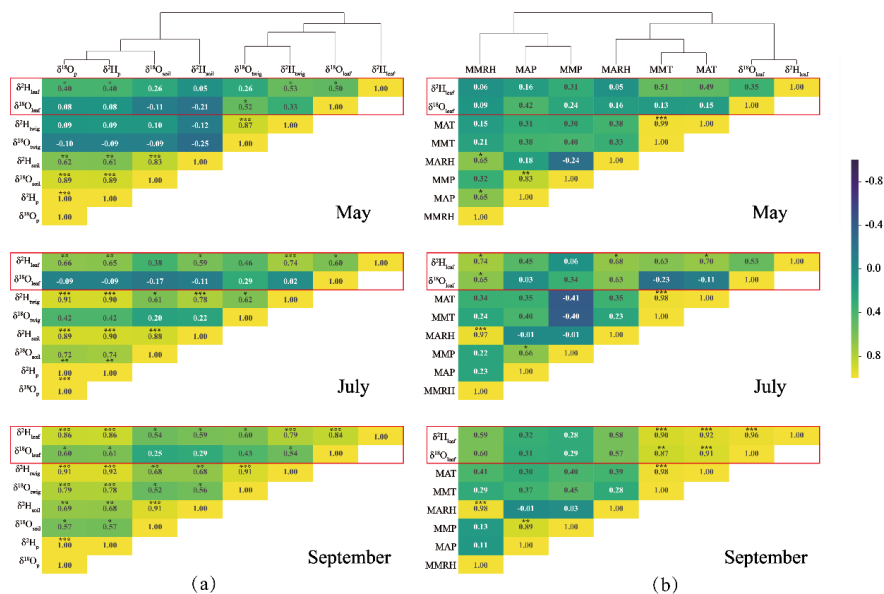 δ¹⁸Op δ²Hp δ¹⁸Osoil δ²Hsoil δ¹⁸Otwig δ²Htwig δ¹⁸Oleaf δ²Hleaf
δ²Hleaf 0.40 0.40 0.26 0.05 0.26 0.53 0.50 1.00
δ¹⁸Oleaf 0.08 0.08 -0.11 -0.21 0.52 0.33 1.00
δ²Htwig 0.09 0.09 0.10 -0.12 0.87 1.00
δ¹⁸Otwig -0.10 -0.09 -0.09 -0.25 1.00
δ²Hsoil 0.62 0.61 0.83 1.00
δ¹⁸Osoil 0.89 0.89 1.00
δ²Hp 1.00 1.00
δ¹⁸Op 1.00
May
δ²Hleaf 0.66 0.65 0.38 0.59 0.46 0.74 0.60 1.00
δ¹⁸Oleaf -0.09 -0.09 -0.17 -0.11 0.29 0.02 1.00
δ²Htwig 0.91 0.90 0.61 0.78 0.62 1.00
δ¹⁸Otwig 0.42 0.42 0.20 0.22 1.00
δ²Hsoil 0.89 0.90 0.88 1.00
δ¹⁸Osoil 0.72 0.74 1.00
δ²Hp 1.00 1.00
δ¹⁸Op 1.00
July
δ²Hleaf 0.86 0.86 0.54 0.59 0.60 0.79 0.84 1.00
δ¹⁸Oleaf 0.60 0.61 0.25 0.29 0.43 0.54 1.00
δ²Htwig 0.91 0.92 0.68 0.68 0.91 1.00
δ¹⁸Otwig 0.79 0.78 0.52 0.56 1.00
δ²Hsoil 0.69 0.68 0.91 1.00
δ¹⁸Osoil 0.57 0.57 1.00
δ²Hp 1.00 1.00
δ¹⁸Op 1.00
September
(a)
MMRH MAP MMP MARH MMT MAT δ¹⁸Oleaf δ²Hleaf
δ²Hleaf 0.06 0.16 0.31 0.05 0.51 0.49 0.35 1.00
δ¹⁸Oleaf 0.09 0.42 0.24 0.16 0.13 0.15 1.00
MAT 0.15 0.31 0.30 0.38 0.99 1.00
MMT 0.21 0.38 0.40 0.33 1.00
MARH 0.65 0.18 -0.24 1.00
MMP 0.32 0.83 1.00
MAP 0.65 1.00
MMRH 1.00
May
δ²Hleaf 0.74 0.45 0.06 0.68 0.63 0.70 0.53 1.00
δ¹⁸Oleaf 0.65 0.03 0.34 0.63 -0.23 -0.11 1.00
MAT 0.34 0.35 -0.41 0.35 0.98 1.00
MMT 0.24 0.40 -0.40 0.23 1.00
MARH 0.97 -0.01 -0.01 1.00
MMP 0.22 0.66 1.00
MAP 0.23 1.00
MMRH 1.00
July
δ²Hleaf 0.59 0.32 0.28 0.58 0.90 0.92 0.96 1.00
δ¹⁸Oleaf 0.60 0.31 0.29 0.57 0.87 0.91 1.00
MAT 0.41 0.30 0.40 0.39 0.98 1.00
MMT 0.29 0.37 0.45 0.28 1.00
MARH 0.98 -0.01 0.03 1.00
MMP 0.13 0.89 1.00
MAP 0.11 1.00
MMRH 1.00
September
(b)
-0.8
-0.4
0.0
0.4
0.8